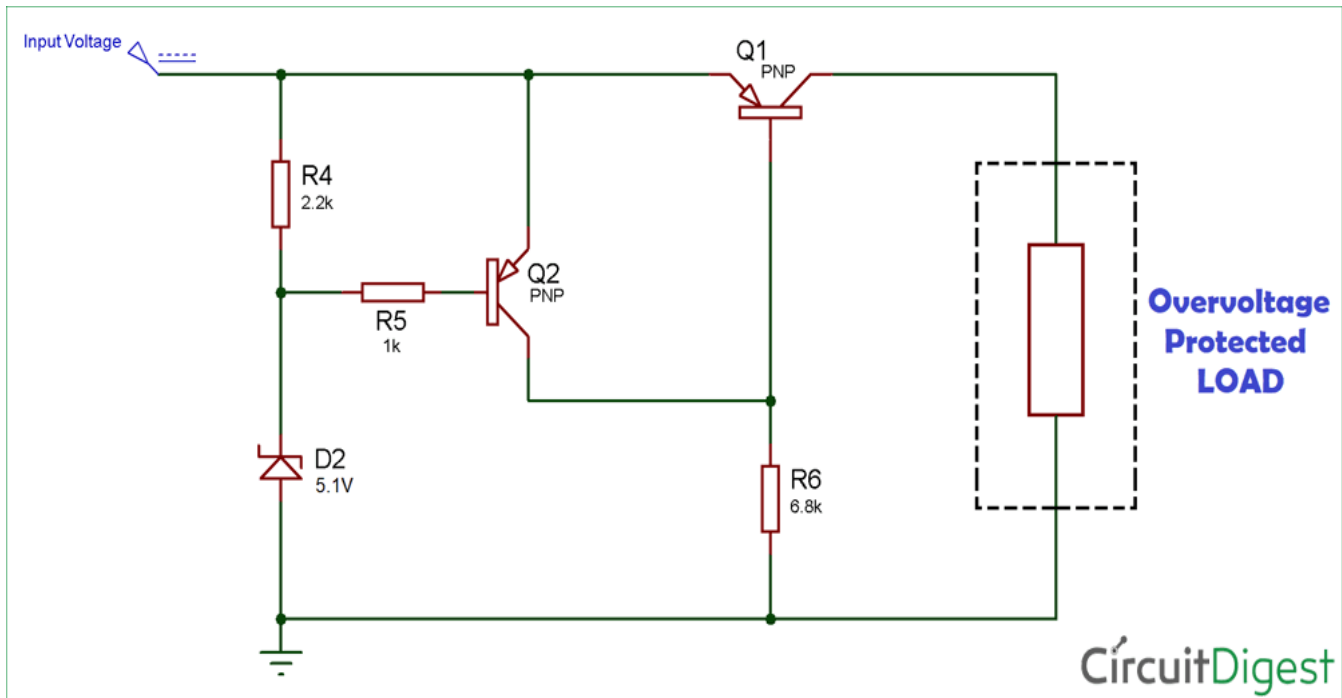 Input Voltage
Q1
PNP
R4
2.2k
Q2
PNP
R5
1k
Overvoltage
Protected
LOAD
D2
5.1V
R6
6.8k
CircuitDigest